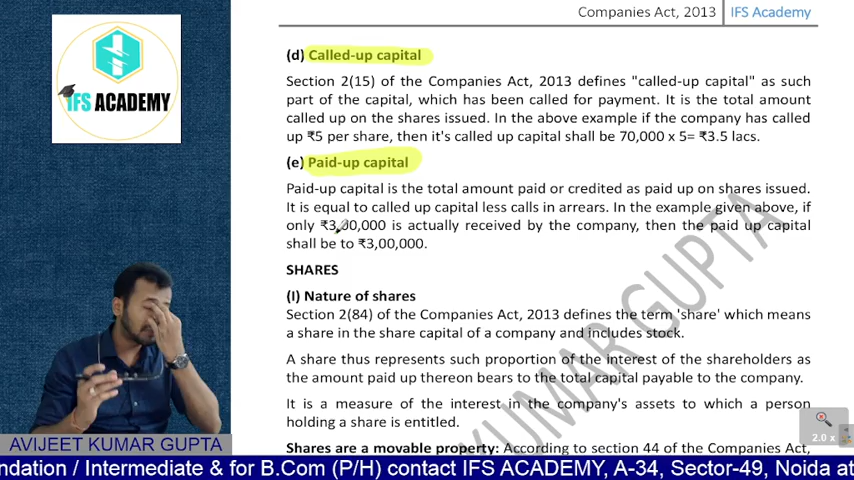 Companies Act, 2013 IFS Academy
IFS ACADEMY
(d) Called-up capital
Section 2(15) of the Companies Act, 2013 defines "called-up capital" as such
part of the capital, which has been called for payment. It is the total amount
called up on the shares issued. In the above example if the company has called
up ₹5 per share, then it's called up capital shall be 70,000 x 5= ₹3.5 lacs.
(e) Paid-up capital
Paid-up capital is the total amount paid or credited as paid up on shares issued.
It is equal to called up capital less calls in arrears. In the example given above, if
only ₹3,00,000 is actually received by the company, then the paid up capital
shall be to ₹3,00,000.
SHARES
(I) Nature of shares
Section 2(84) of the Companies Act, 2013 defines the term 'share' which means
a share in the share capital of a company and includes stock.
A share thus represents such proportion of the interest of the shareholders as
the amount paid up thereon bears to the total capital payable to the company.
It is a measure of the interest in the company's assets to which a person
holding a share is entitled.
Shares are a movable property: According to section 44 of the Companies Act,
KUMAR GUPTA
2.0 x
AVIJEET KUMAR GUPTA
ndation / Intermediate & for B.Com (P/H) contact IFS ACADEMY, A-34, Sector-49, Noida at